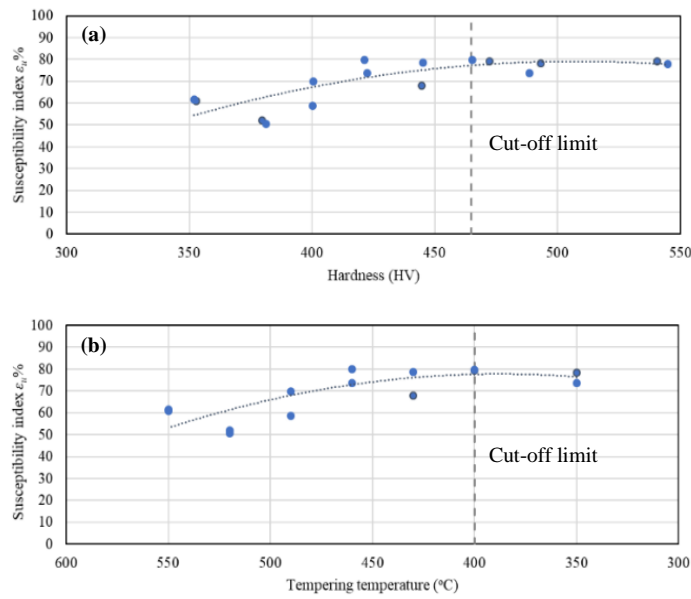 (a)
Susceptibility index εu%
100
90
80
70
60
50
40
30
20
10
0
Cut-off limit
300 350 400 450 500 550
Hardness (HV)
(b)
Susceptibility index εu%
100
90
80
70
60
50
40
30
20
10
0
Cut-off limit
600 550 500 450 400 350 300
Tempering temperature (°C)